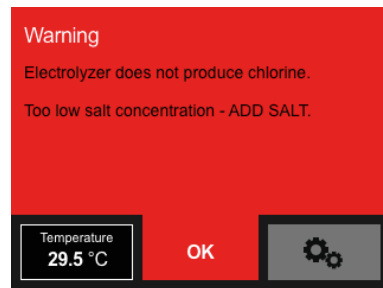 Warning
Electrolyzer does not produce chlorine.
Too low salt concentration - ADD SALT.
Temperature
29.5 °C
OK